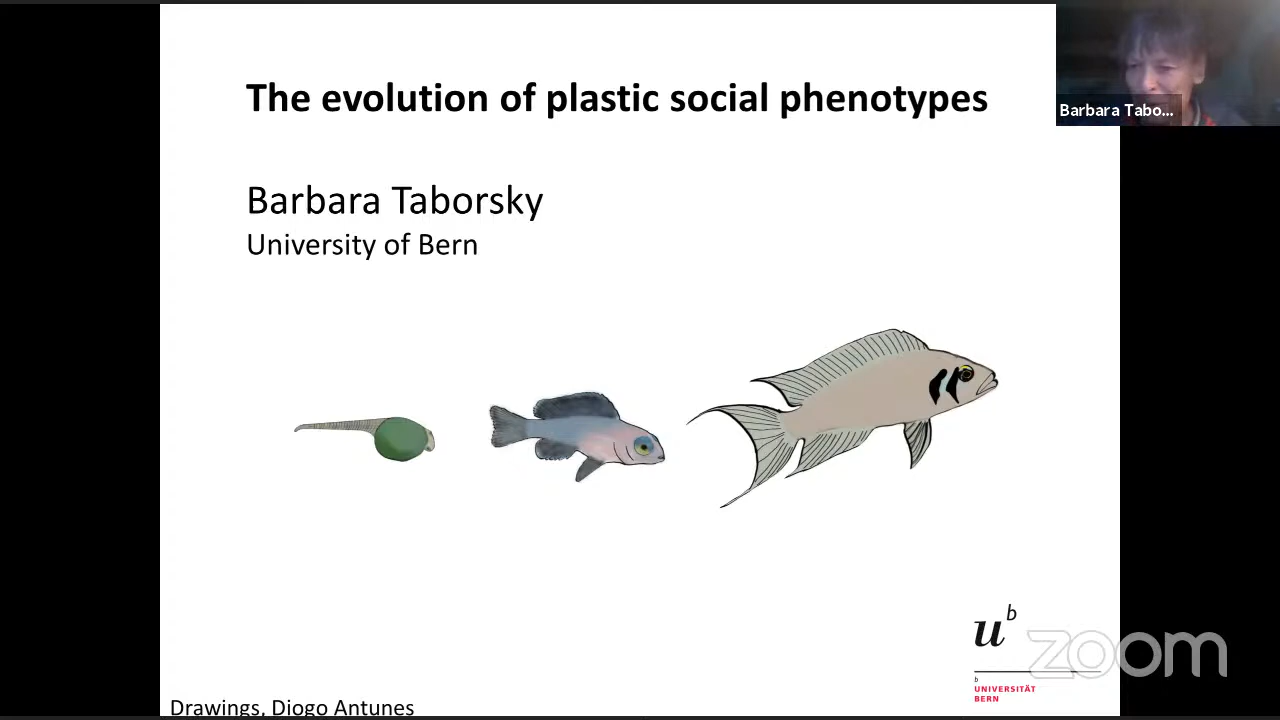 The evolution of plastic social phenotypes
Barbara Tabo...
Barbara Taborsky
University of Bern
u b
zoom
b
UNIVERSITÄT
BERN
Drawings, Diogo Antunes